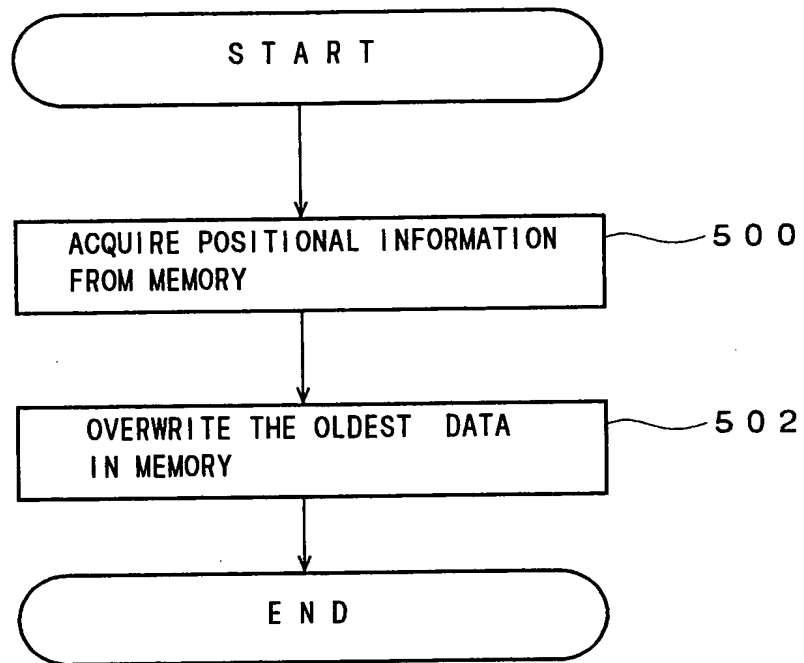 START
ACQUIRE POSITIONAL INFORMATION
FROM MEMORY
500
OVERWRITE THE OLDEST DATA
IN MEMORY
502
END